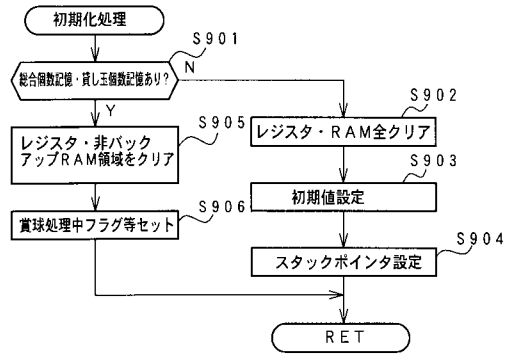 初期化処理
S901
総合個数記憶・貸し玉個数記憶あり?
N
Y
S902
レジスタ・RAM全クリア
S905
レジスタ・非バック
アップRAM領域をクリア
S903
初期値設定
S906
賞球処理中フラグ等セット
S904
スタックポインタ設定
RET